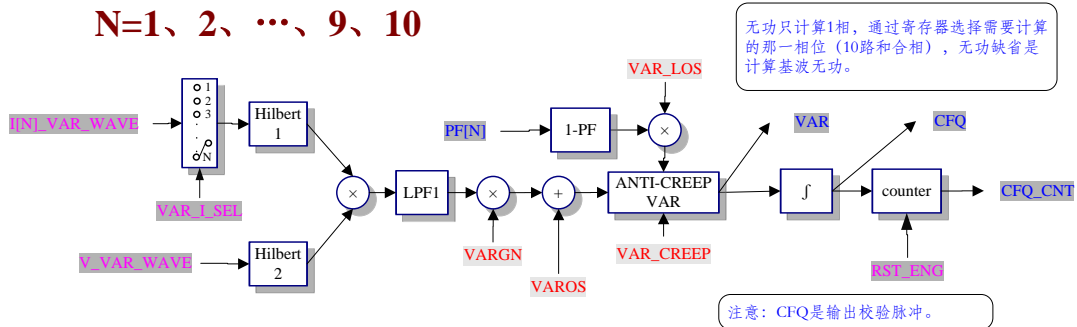 N=1、2、…、9、10
无功只计算1相，通过寄存器选择需要计算
的那一相位（10路和合相），无功缺省是
计算基波无功。
VAR_LOS
1
2
3
N
I[N]_VAR_WAVE
Hilbert
1
PF[N]
1-PF
×
VAR
CFQ
VAR_I_SEL
×
LPF1
×
+
ANTI-CREEP
VAR
∫
counter
CFQ_CNT
V_VAR_WAVE
Hilbert
2
VARGN
VAROS
VAR_CREEP
RST_ENG
注意：CFQ是输出校验脉冲。